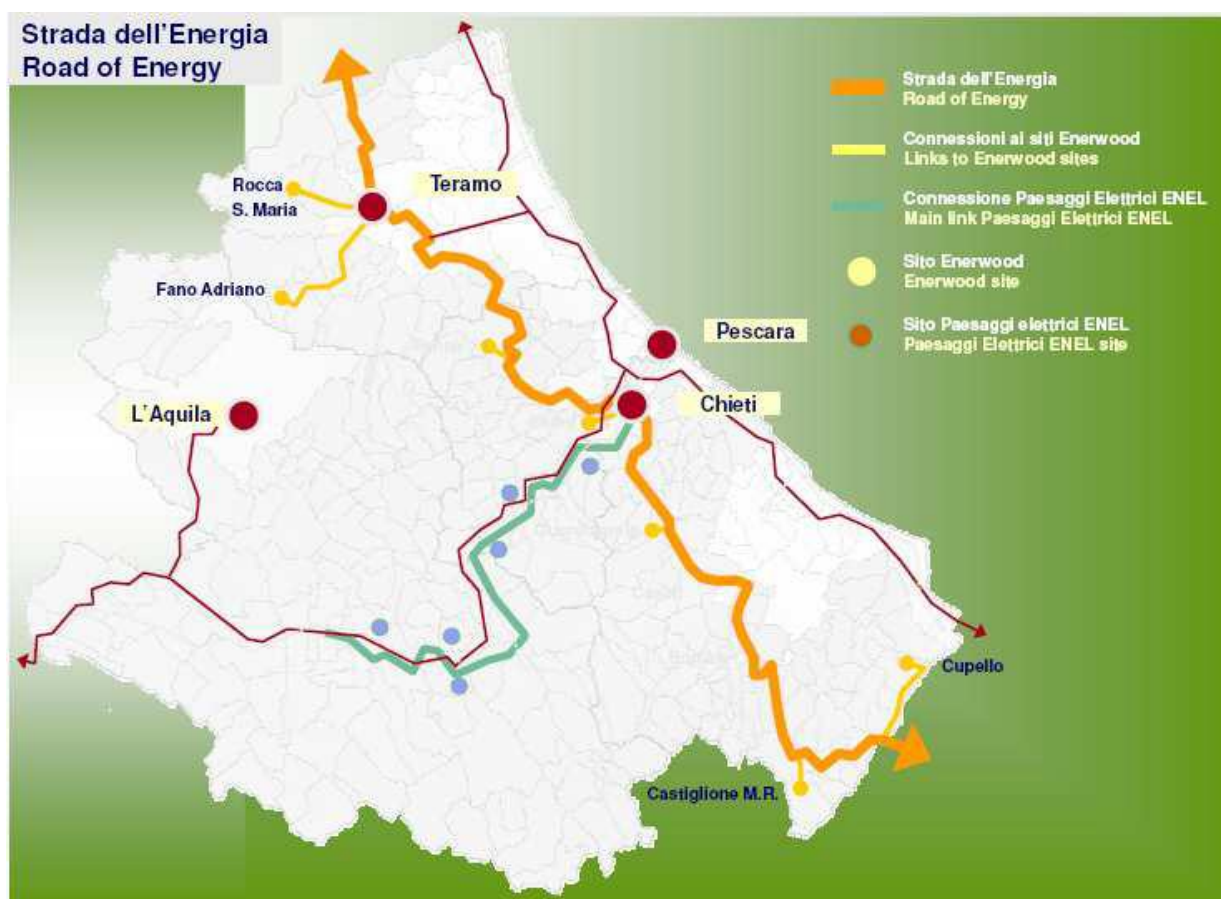 Strada dell'Energia
Road of Energy
Strada dell'Energia
Road of Energy
Connessioni ai siti Enerwood
Links to Enerwood sites
Connessione Paesaggi Elettrici ENEL
Main link Paesaggi Elettrici ENEL
Sito Enerwood
Enerwood site
Sito Paesaggi elettrici ENEL
Paesaggi Elettrici ENEL site
Rocca
S. Maria
Teramo
Fano Adriano
Pescara
L'Aquila
Chieti
Cupello
Castiglione M.R.